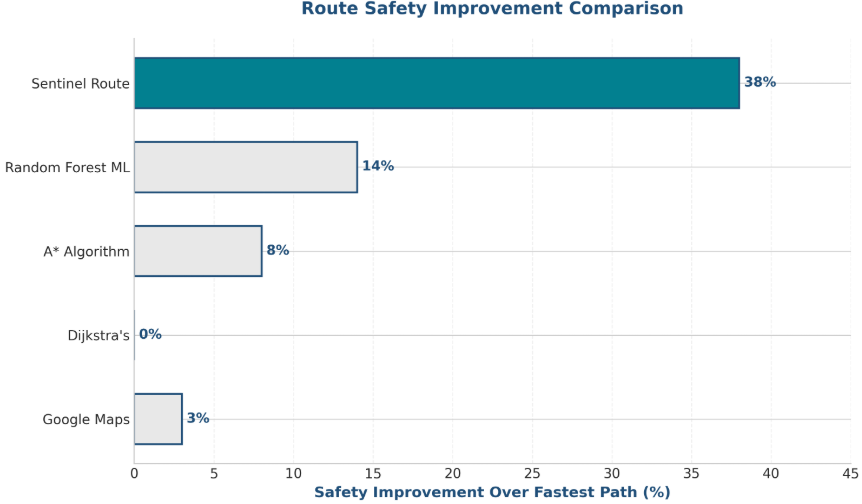 Route Safety Improvement Comparison
Sentinel Route 38%
Random Forest ML 14%
A* Algorithm 8%
Dijkstra's 0%
Google Maps 3%
0 5 10 15 20 25 30 35 40 45
Safety Improvement Over Fastest Path (%)